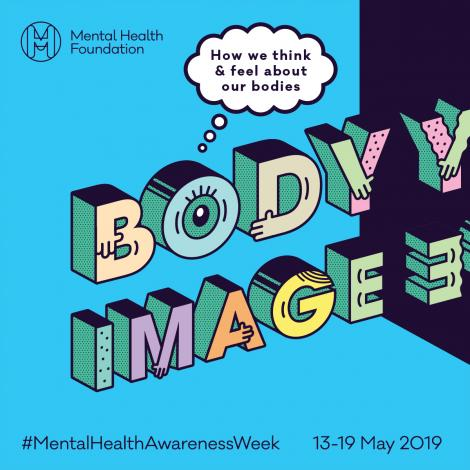 Mental Health
Foundation
How we think
& feel about
our bodies
BODY
IMAGE
#MentalHealthAwarenessWeek 13-19 May 2019